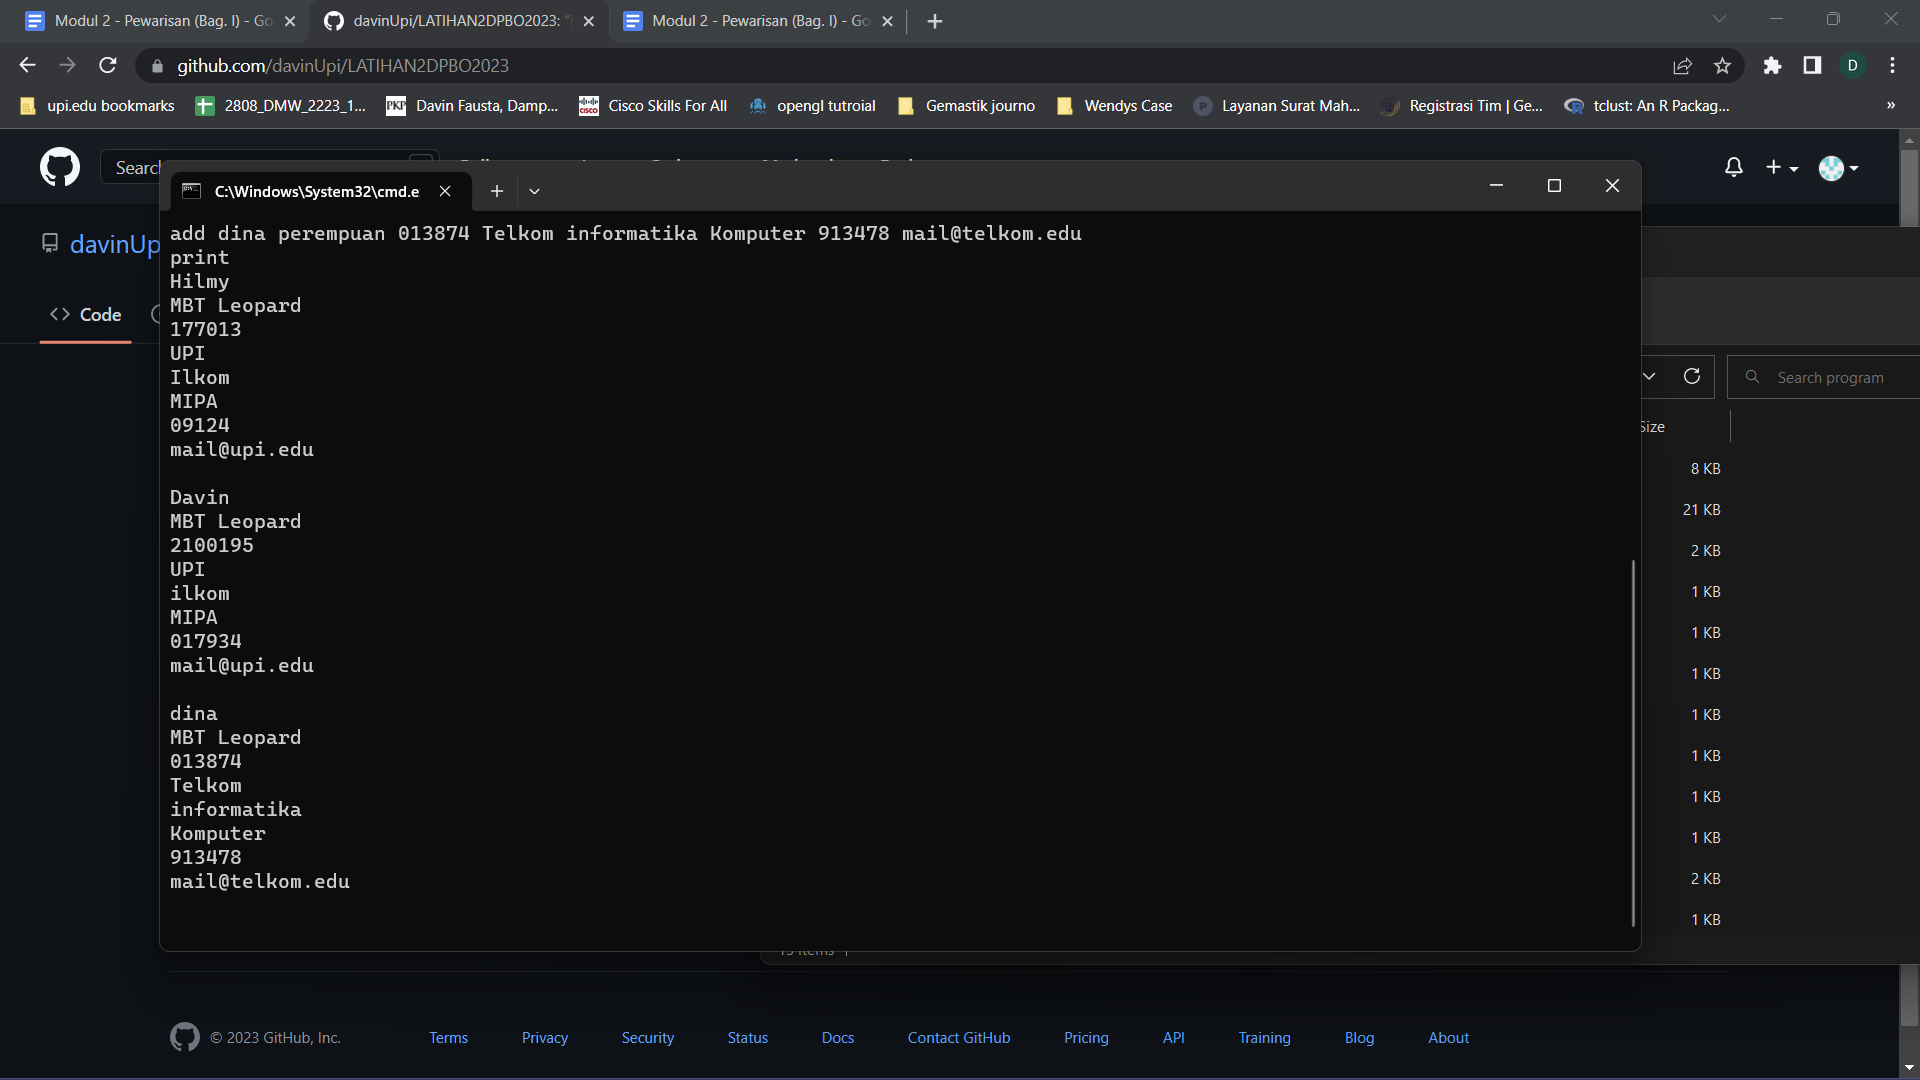 Modul 2 - Pewarisan (Bag. I) - Go
davinUpi/LATIHAN2DPBO2023:
Modul 2 - Pewarisan (Bag. I) - Go
github.com/davinUpi/LATIHAN2DPBO2023
D
upi.edu bookmarks
2808_DMW_2223_1...
PKP
Davin Fausta, Damp...
CISCO
Cisco Skills For All
opengl tutroial
Gemastik journo
Wendys Case
P
Layanan Surat Mah...
Registrasi Tim | Ge...
R
tclust: An R Packag...
»
C:\Windows\System32\cmd.e
davinUp
<> Code
add dina perempuan 013874 Telkom informatika Komputer 913478 mail@telkom.edu
print
Hilmy
MBT Leopard
177013
UPI
Ilkom
MIPA
09124
mail@upi.edu
Davin
MBT Leopard
2100195
UPI
ilkom
MIPA
017934
mail@upi.edu
dina
MBT Leopard
013874
Telkom
informatika
Komputer
913478
mail@telkom.edu
Search program
Size
8 KB
21 KB
2 KB
1 KB
1 KB
1 KB
1 KB
1 KB
1 KB
1 KB
2 KB
1 KB
© 2023 GitHub, Inc.
Terms
Privacy
Security
Status
Docs
Contact GitHub
Pricing
API
Training
Blog
About